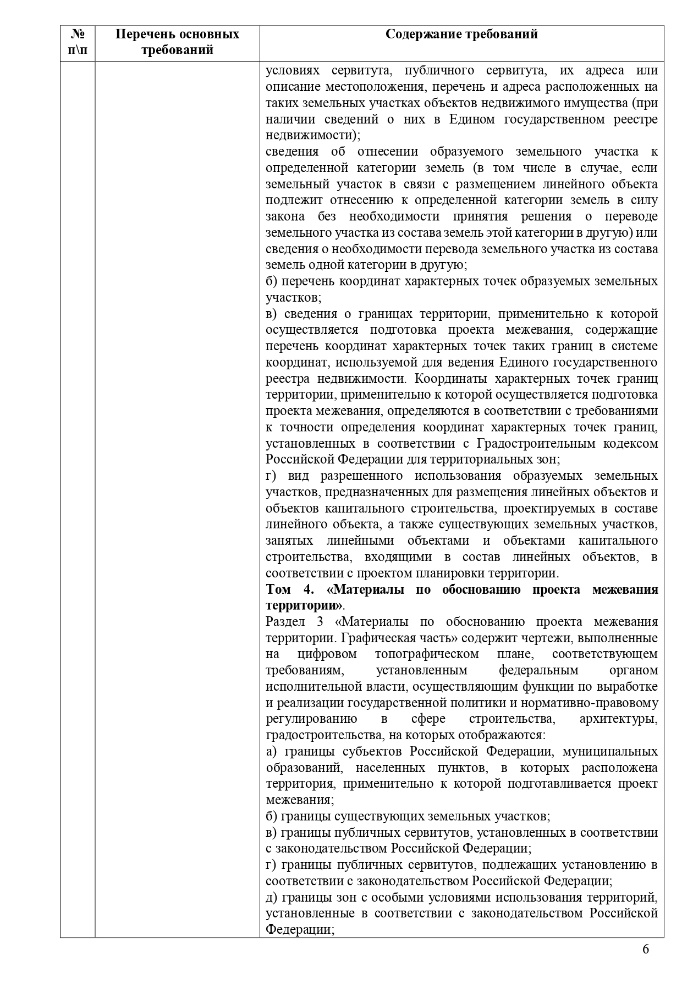 №
п\п
Перечень основных
требований
Содержание требований
условиях сервитута, публичного сервитута, их адреса или
описание местоположения, перечень и адреса расположенных на
таких земельных участках объектов недвижимого имущества (при
наличии сведений о них в Едином государственном реестре
недвижимости);
сведения об отнесении образуемого земельного участка к
определенной категории земель (в том числе в случае, если
земельный участок в связи с размещением линейного объекта
подлежит отнесению к определенной категории земель в силу
закона без необходимости принятия решения о переводе
земельного участка из состава земель этой категории в другую) или
сведения о необходимости перевода земельного участка из состава
земель одной категории в другую;
б) перечень координат характерных точек образуемых земельных
участков;
в) сведения о границах территории, применительно к которой
осуществляется подготовка проекта межевания, содержащие
перечень координат характерных точек таких границ в системе
координат, используемой для ведения Единого государственного
реестра недвижимости. Координаты характерных точек границ
территории, применительно к которой осуществляется подготовка
проекта межевания, определяются в соответствии с требованиями
к точности определения координат характерных точек границ,
установленных в соответствии с Градостроительным кодексом
Российской Федерации для территориальных зон;
г) вид разрешенного использования образуемых земельных
участков, предназначенных для размещения линейных объектов и
объектов капитального строительства, проектируемых в составе
линейного объекта, а также существующих земельных участков,
занятых линейными объектами и объектами капитального
строительства, входящими в состав линейных объектов, в
соответствии с проектом планировки территории.
Том 4. «Материалы по обоснованию проекта межевания
территории».
Раздел 3 «Материалы по обоснованию проекта межевания
территории. Графическая часть» содержит чертежи, выполненные
на цифровом топографическом плане, соответствующем
требованиям, установленным федеральным органом
исполнительной власти, осуществляющим функции по выработке
и реализации государственной политики и нормативно-правовому
регулированию в сфере строительства, архитектуры,
градостроительства, на которых отображаются:
а) границы субъектов Российской Федерации, муниципальных
образований, населенных пунктов, в которых расположена
территория, применительно к которой подготавливается проект
межевания;
б) границы существующих земельных участков;
в) границы публичных сервитутов, установленных в соответствии
с законодательством Российской Федерации;
г) границы публичных сервитутов, подлежащих установлению в
соответствии с законодательством Российской Федерации;
д) границы зон с особыми условиями использования территорий,
установленные в соответствии с законодательством Российской
Федерации;
6